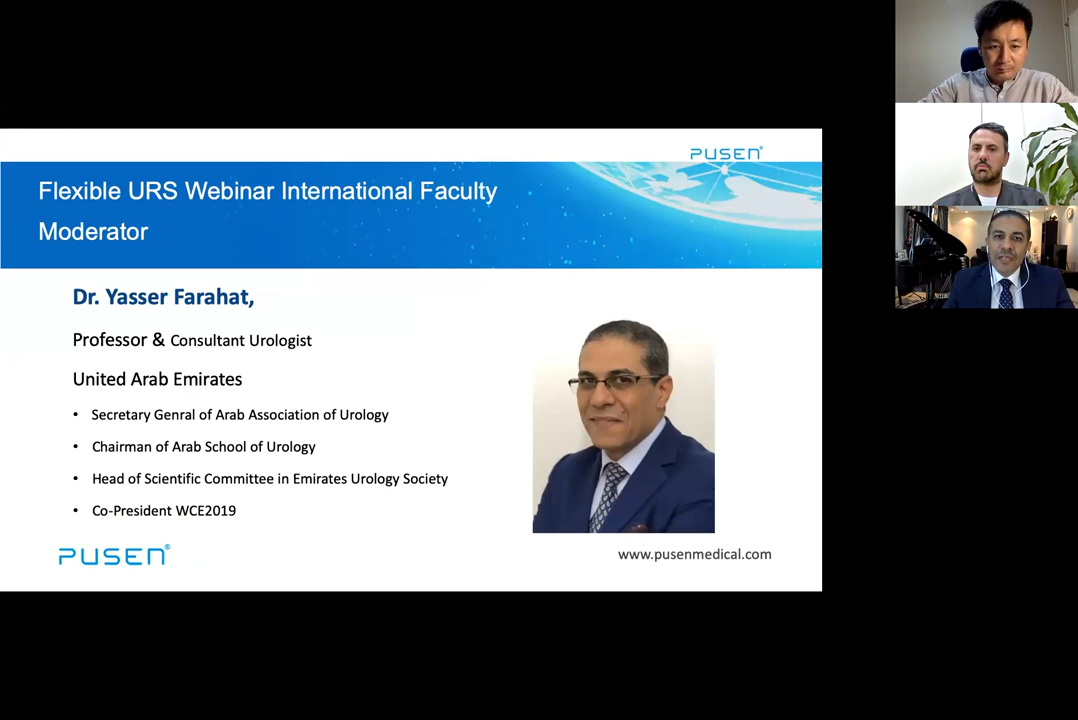 PUSEN®
Flexible URS Webinar International Faculty
Moderator
Dr. Yasser Farahat,
Professor & Consultant Urologist
United Arab Emirates
• Secretary Genral of Arab Association of Urology
• Chairman of Arab School of Urology
• Head of Scientific Committee in Emirates Urology Society
• Co-President WCE2019
PUSEN®
www.pusenmedical.com